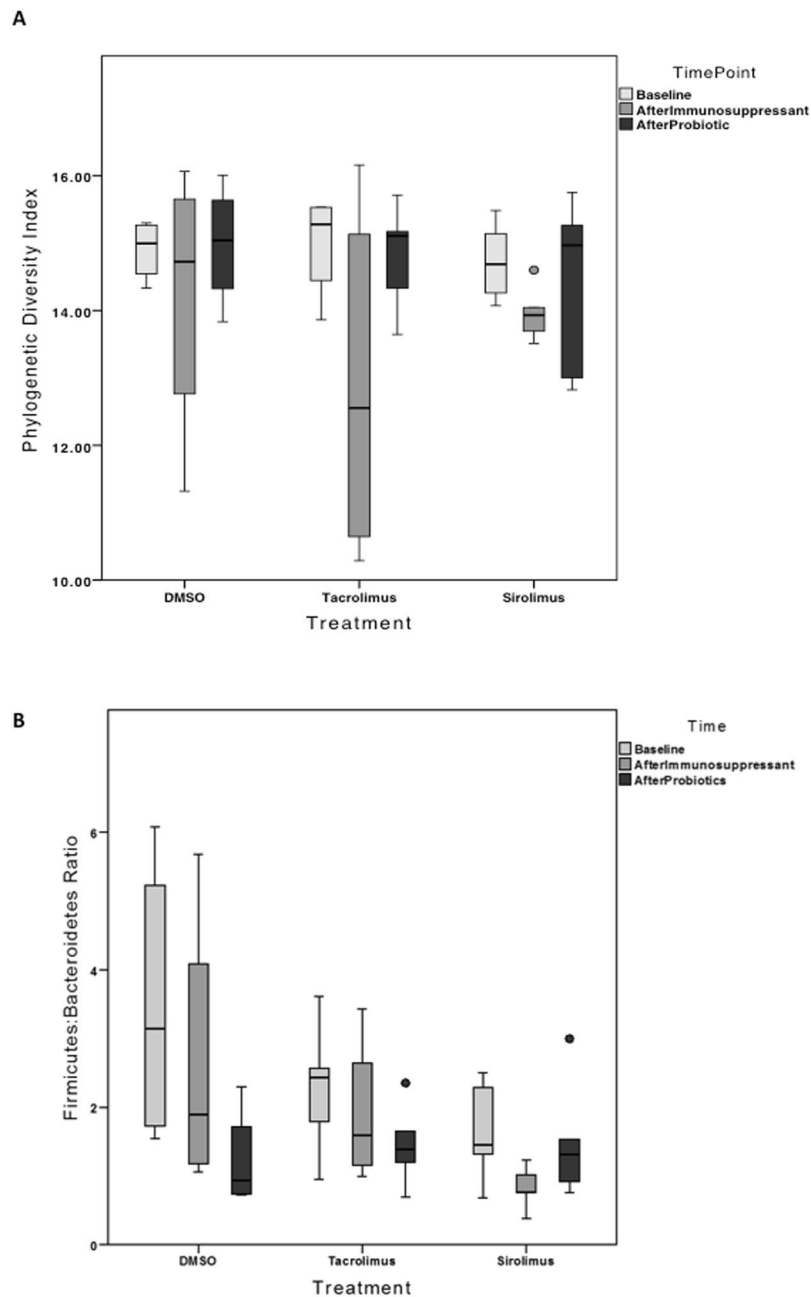 A
TimePoint
Baseline
AfterImmunosuppressant
AfterProbiotic
Phylogenetic Diversity Index
16.00
14.00
12.00
10.00
DMSO Tacrolimus Sirolimus
Treatment
B
Time
Baseline
AfterImmunosuppressant
AfterProbiotics
Firmicutes:Bacteroidetes Ratio
6
4
2
0
DMSO Tacrolimus Sirolimus
Treatment